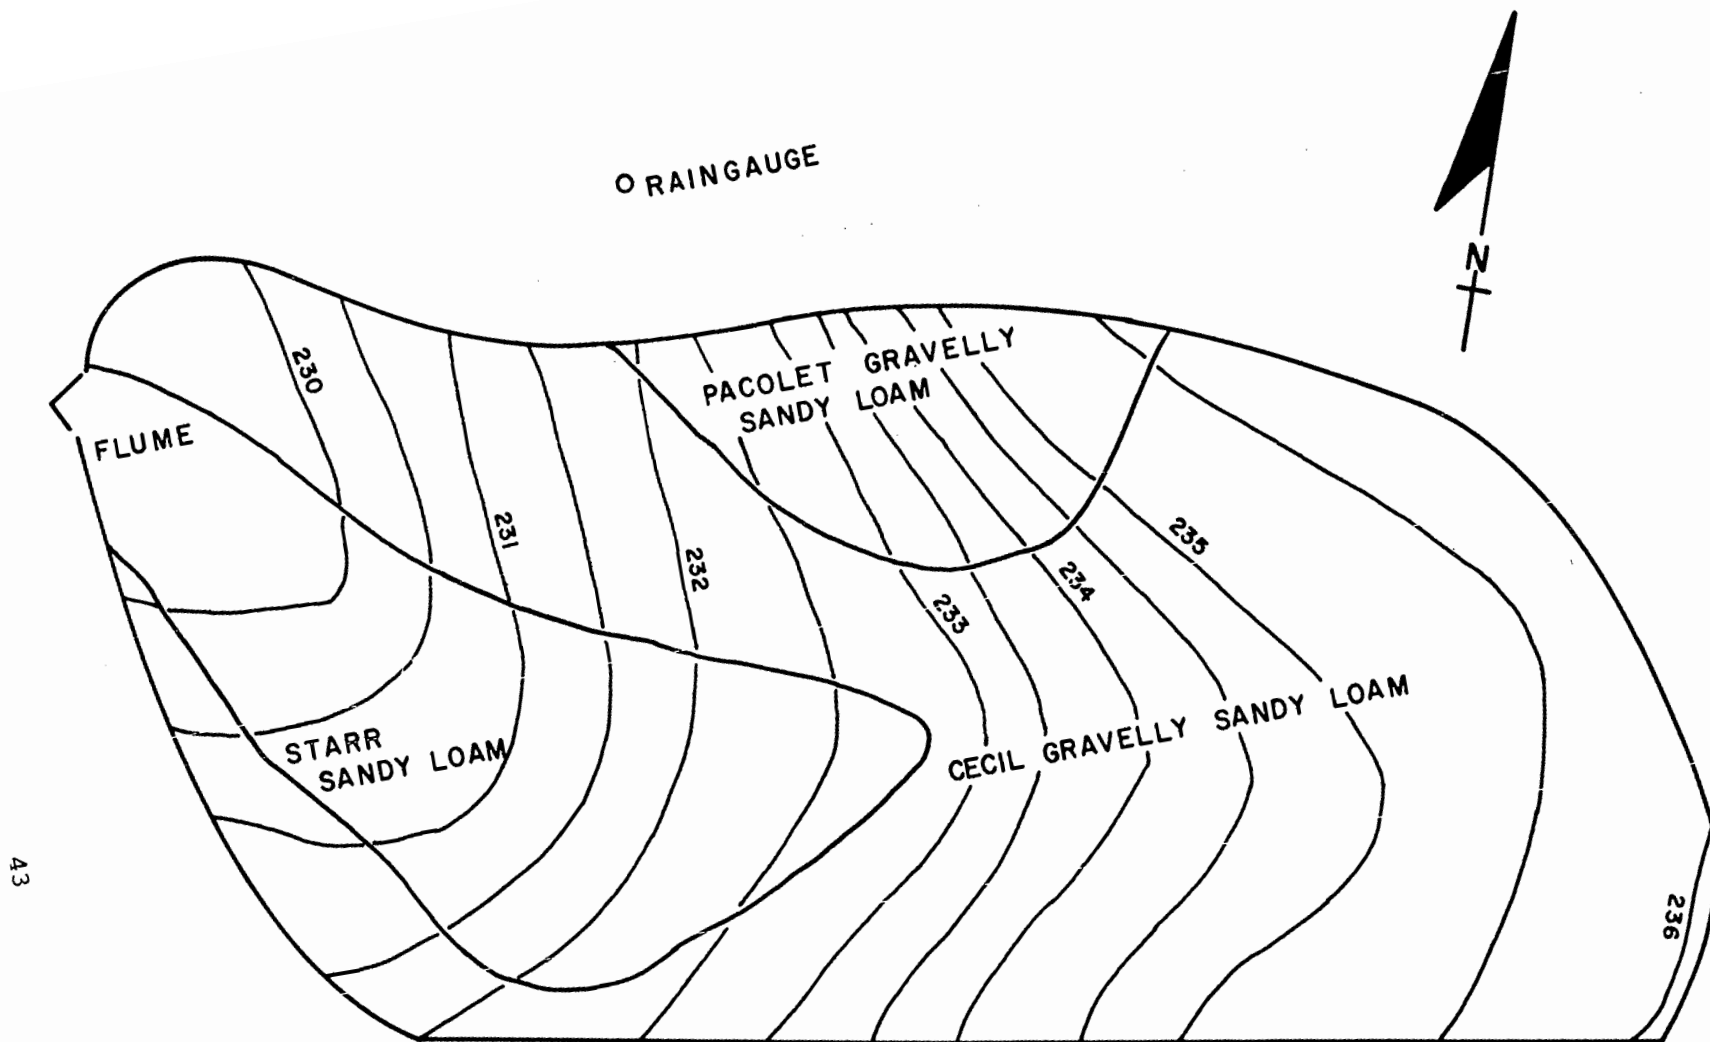 RAINGAUGE
N
PACOLET GRAVELLY
SANDY LOAM
230
FLUME
231
232
235
234
233
CECIL GRAVELLY SANDY LOAM
STARR
SANDY LOAM
236
43